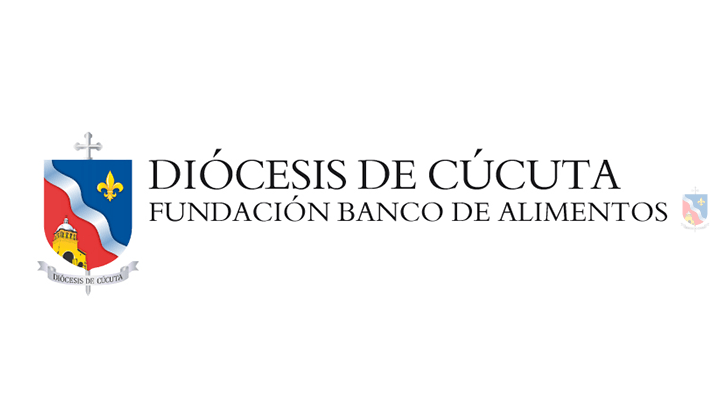 DIÓCESIS DE CÚCUTA
FUNDACIÓN BANCO DE ALIMENTOS
DIÓCESIS DE CÚCUTA